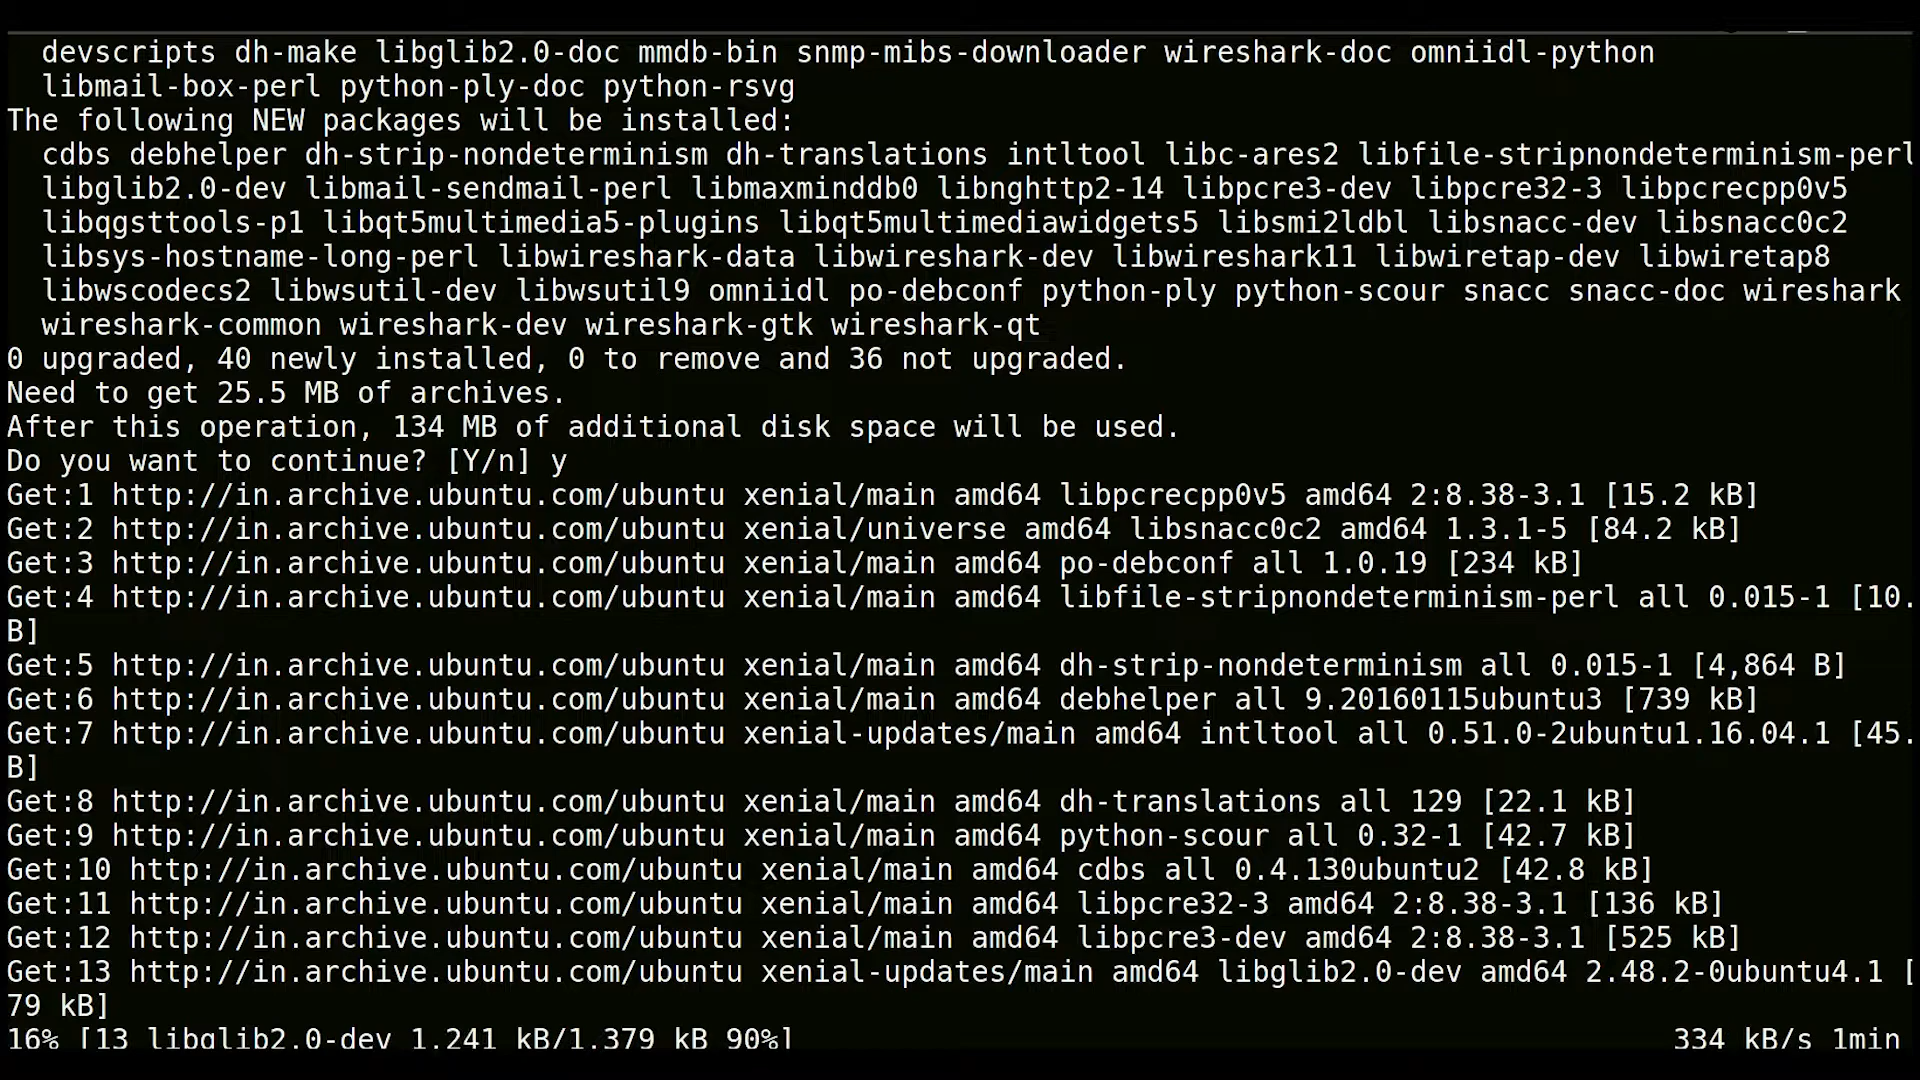 devscripts dh-make libglib2.0-doc mmdb-bin snmp-mibs-downloader wireshark-doc omniidl-python
libmail-box-perl python-ply-doc python-rsvg
The following NEW packages will be installed:
cdbs debhelper dh-strip-nondeterminism dh-translations intltool libc-ares2 libfile-stripnondeterminism-perl
libglib2.0-dev libmail-sendmail-perl libmaxminddb0 libnghttp2-14 libpcre3-dev libpcre32-3 libpcrecpp0v5
libqgsttools-p1 libqt5multimedia5-plugins libqt5multimediawidgets5 libsmi2ldbl libsnacc-dev libsnacc0c2
libsys-hostname-long-perl libwireshark-data libwireshark-dev libwireshark11 libwiretap-dev libwiretap8
libwscodecs2 libwsutil-dev libwsutil9 omniidl po-debconf python-ply python-scour snacc snacc-doc wireshark
wireshark-common wireshark-dev wireshark-gtk wireshark-qt
0 upgraded, 40 newly installed, 0 to remove and 36 not upgraded.
Need to get 25.5 MB of archives.
After this operation, 134 MB of additional disk space will be used.
Do you want to continue? [Y/n] y
Get:1 http://in.archive.ubuntu.com/ubuntu xenial/main amd64 libpcrecpp0v5 amd64 2:8.38-3.1 [15.2 kB]
Get:2 http://in.archive.ubuntu.com/ubuntu xenial/universe amd64 libsnacc0c2 amd64 1.3.1-5 [84.2 kB]
Get:3 http://in.archive.ubuntu.com/ubuntu xenial/main amd64 po-debconf all 1.0.19 [234 kB]
Get:4 http://in.archive.ubuntu.com/ubuntu xenial/main amd64 libfile-stripnondeterminism-perl all 0.015-1 [10.
B]
Get:5 http://in.archive.ubuntu.com/ubuntu xenial/main amd64 dh-strip-nondeterminism all 0.015-1 [4,864 B]
Get:6 http://in.archive.ubuntu.com/ubuntu xenial/main amd64 debhelper all 9.20160115ubuntu3 [739 kB]
Get:7 http://in.archive.ubuntu.com/ubuntu xenial-updates/main amd64 intltool all 0.51.0-2ubuntu1.16.04.1 [45.
B]
Get:8 http://in.archive.ubuntu.com/ubuntu xenial/main amd64 dh-translations all 129 [22.1 kB]
Get:9 http://in.archive.ubuntu.com/ubuntu xenial/main amd64 python-scour all 0.32-1 [42.7 kB]
Get:10 http://in.archive.ubuntu.com/ubuntu xenial/main amd64 cdbs all 0.4.130ubuntu2 [42.8 kB]
Get:11 http://in.archive.ubuntu.com/ubuntu xenial/main amd64 libpcre32-3 amd64 2:8.38-3.1 [136 kB]
Get:12 http://in.archive.ubuntu.com/ubuntu xenial/main amd64 libpcre3-dev amd64 2:8.38-3.1 [525 kB]
Get:13 http://in.archive.ubuntu.com/ubuntu xenial-updates/main amd64 libglib2.0-dev amd64 2.48.2-0ubuntu4.1 [
79 kB]
16% [13 libglib2.0-dev 1.241 kB/1.379 kB 90%] 334 kB/s 1min